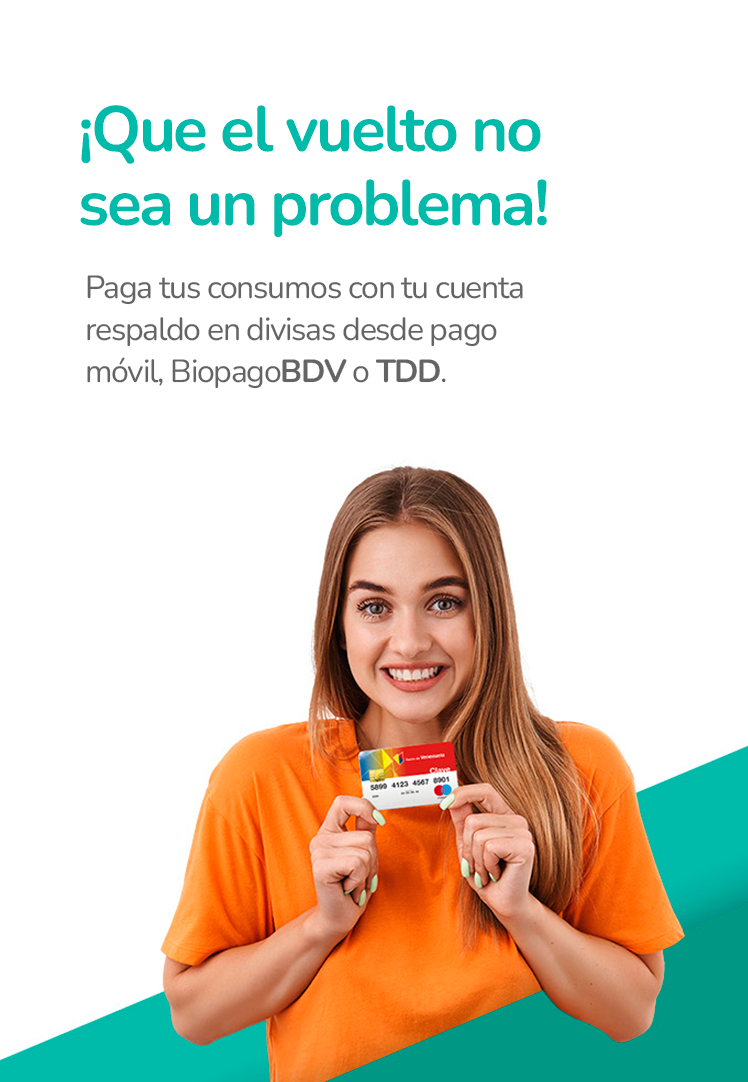 ¡Que el vuelto no
sea un problema!
Paga tus consumos con tu cuenta
respaldo en divisas desde pago
móvil, BiopagoBDV o TDD.
Banco de Venezuela
Clave
5899 4123 4567 8901